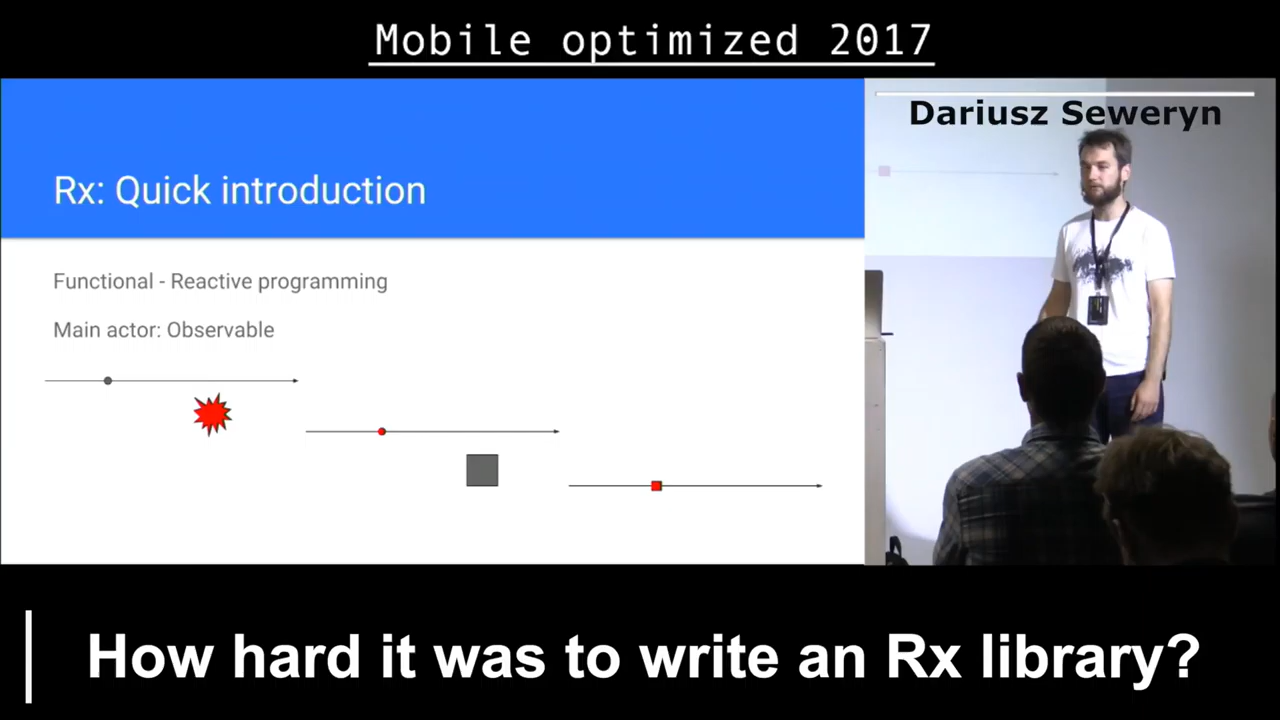 Mobile optimized 2017
Dariusz Seweryn
Rx: Quick introduction
Functional - Reactive programming
Main actor: Observable
How hard it was to write an Rx library?